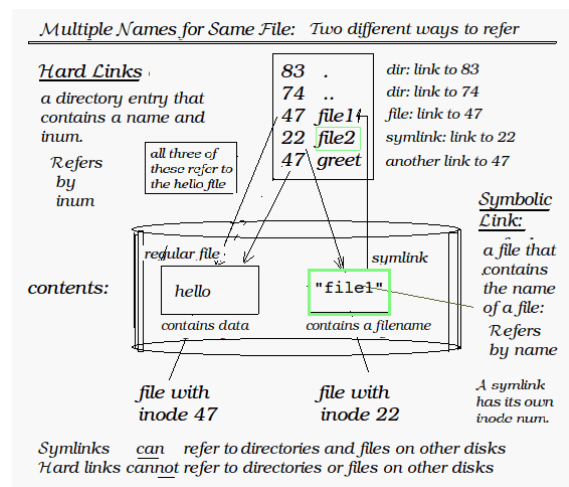 Multiple Names for Same File: Two different ways to refer
Hard Links
a directory entry that
contains a name and
inum.
Refers
by
inum
all three of
these refer to
the hello file
83 . dir: link to 83
74 .. dir: link to 74
47 file1 file: link to 47
22 file2 symlink: link to 22
47 greet another link to 47
Symbolic
Link:
a file that
contains
the name
of a file:
Refers
by name
A symlink
has its own
inode num.
contents:
regular file
hello
contains data
symlink
"file1"
contains a filename
file with
inode 47
file with
inode 22
Symlinks can refer to directories and files on other disks
Hard links cannot refer to directories or files on other disks